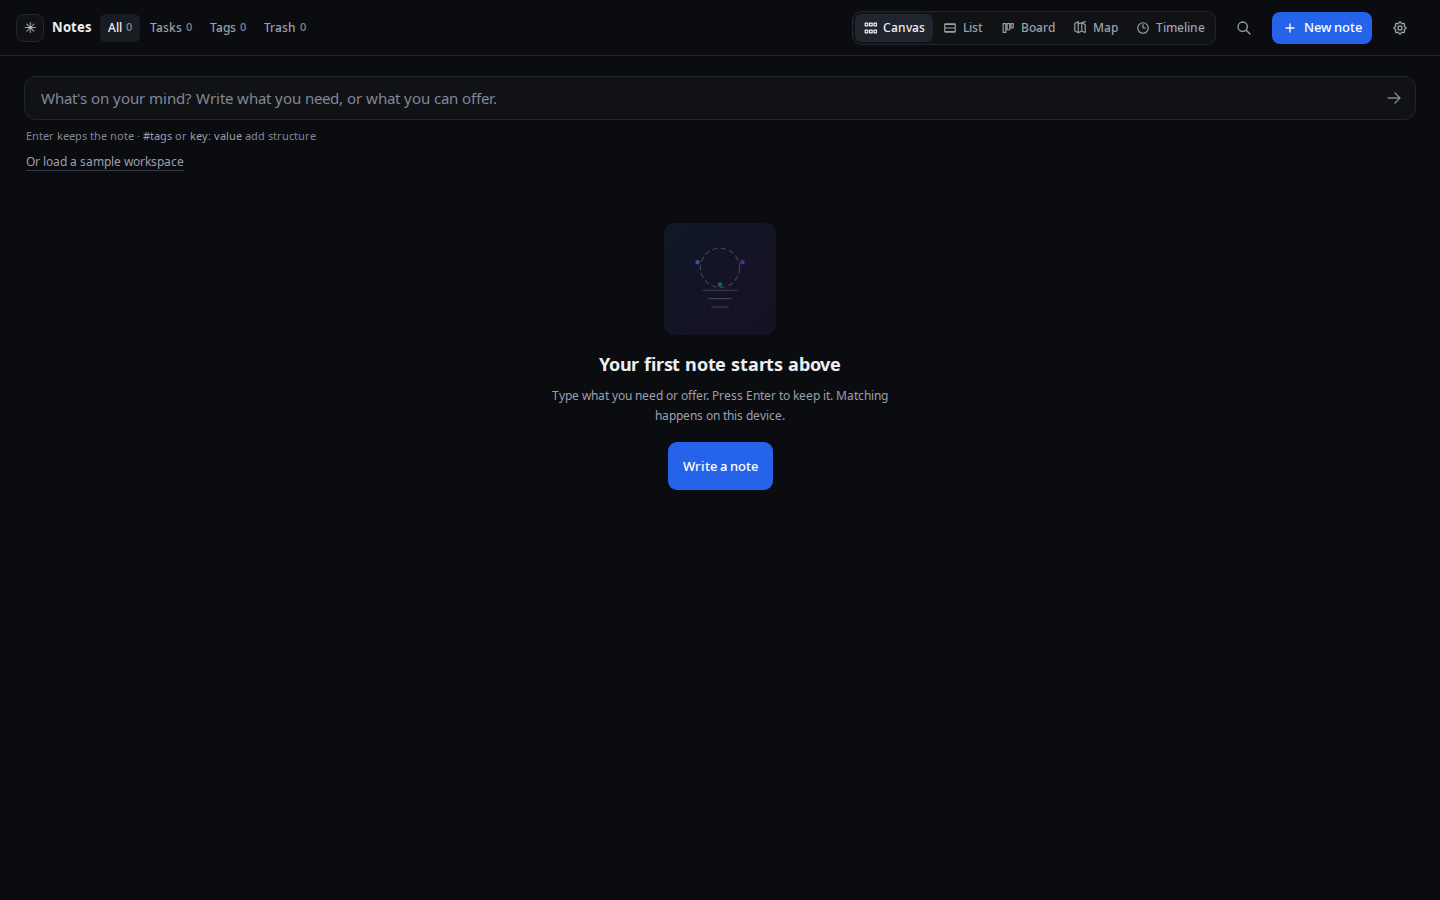 Notes All 0 Tasks 0 Tags 0 Trash 0 Canvas List Board Map Timeline New note
What's on your mind? Write what you need, or what you can offer.
Enter keeps the note · #tags or key: value add structure
Or load a sample workspace
Your first note starts above
Type what you need or offer. Press Enter to keep it. Matching
happens on this device.
Write a note